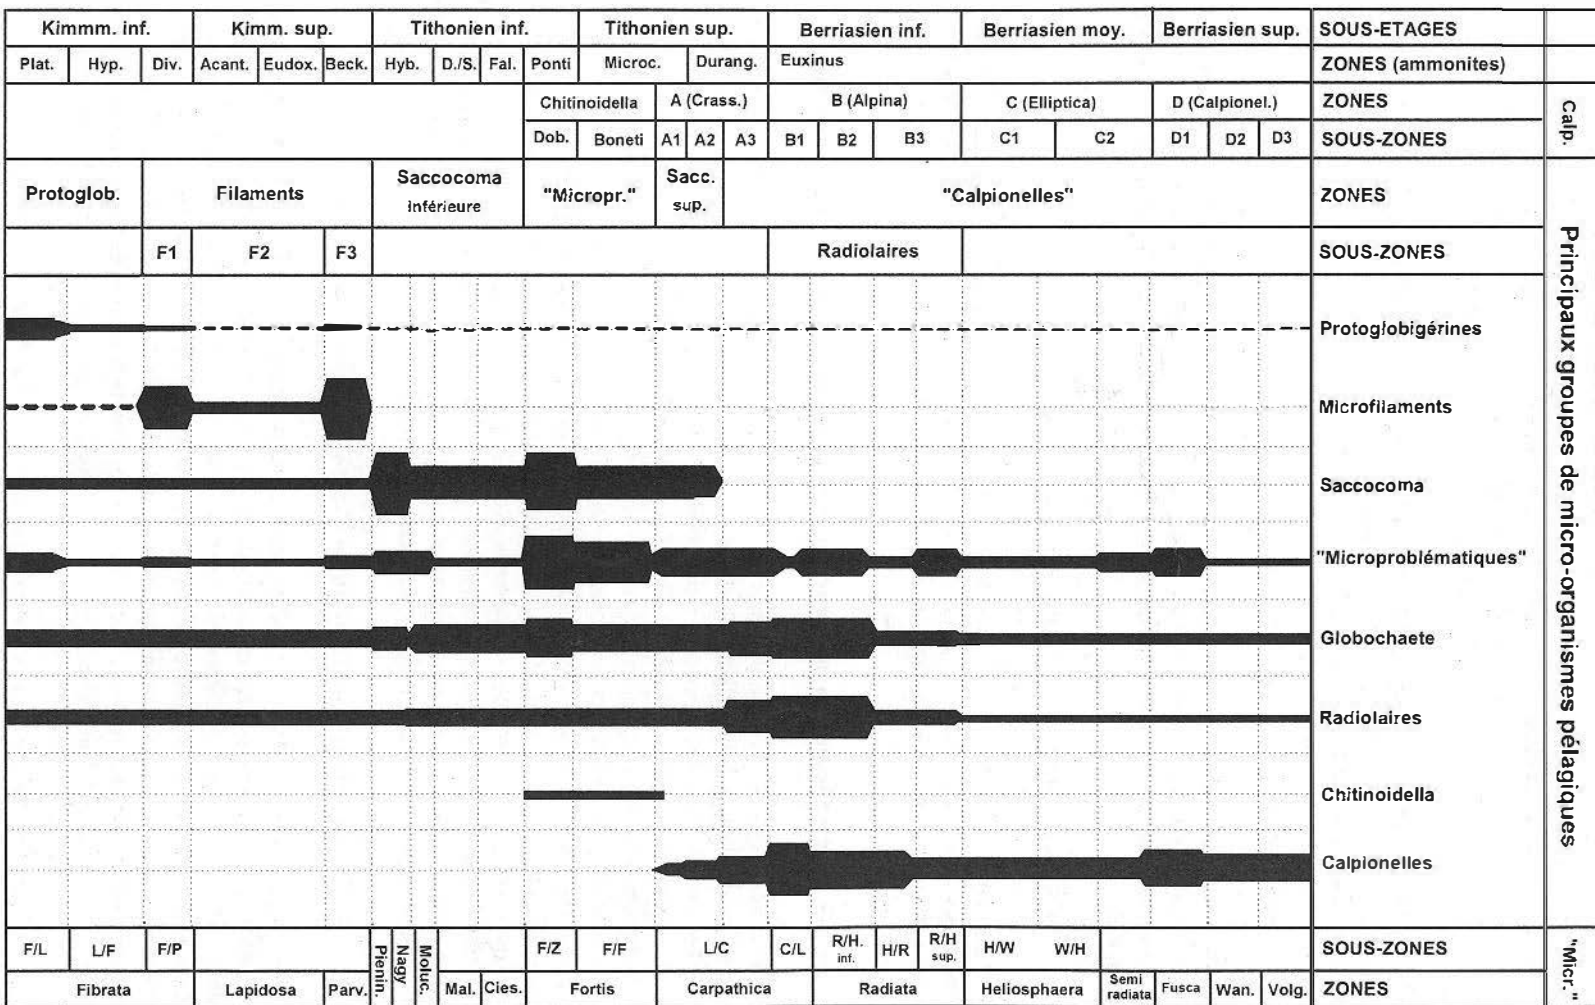 Kimmm. inf. Kimm. sup. Tithonien inf. Tithonien sup. Berriasien inf. Berriasien moy. Berriasien sup. SOUS-ETAGES
Plat. Hyp. Div. Acant. Eudox. Beck. Hyb. D./S. Fal. Ponti Microc. Durang. Euxinus ZONES (ammonites)
Chitinoidella A (Crass.) B (Alpina) C (Elliptica) D (Calpionel.) ZONES
Dob. Boneti A1 A2 A3 B1 B2 B3 C1 C2 D1 D2 D3 SOUS-ZONES
Calp.
Protoglob. Filaments Saccocoma inférieure "Micropr." Sacc. sup. "Calpionelles" ZONES
F1 F2 F3 Radiolaires SOUS-ZONES
Protoglobigérines
Microfilaments
Saccocoma
"Microproblématiques"
Globochaete
Radiolaires
Chitinoidella
Calpionelles
Principaux groupes de micro-organismes pélagiques
F/L L/F F/P Pienin. Nagy Moluc. F/Z F/F L/C C/L R/H. inf. H/R R/H sup. H/W W/H SOUS-ZONES
Fibrata Lapidosa Parv. Mal. Cies. Fortis Carpathica Radiata Heliosphaera Semi radiata Fusca Wan. Volg. ZONES
"Micr."